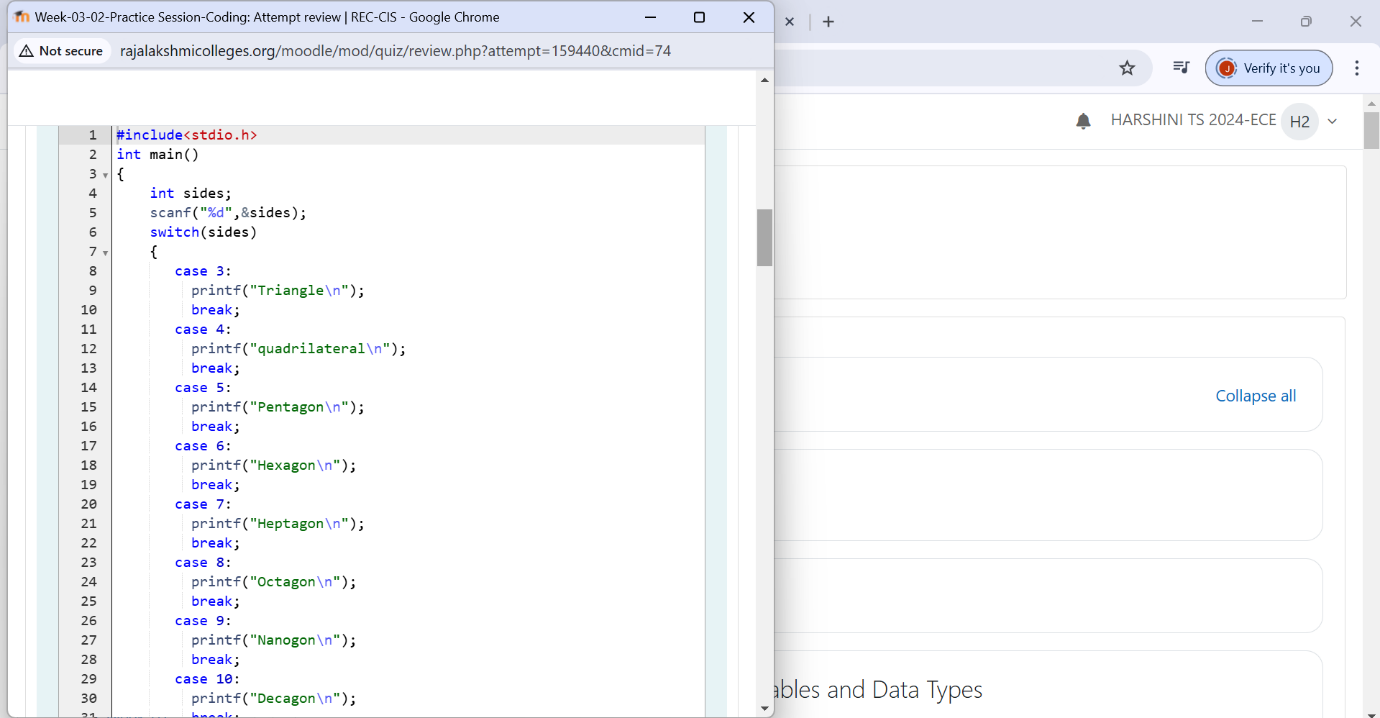 Week-03-02-Practice Session-Coding: Attempt review | REC-CIS - Google Chrome
Not secure rajalakshmicolleges.org/moodle/mod/quiz/review.php?attempt=159440&cmid=74
Verify it's you
HARSHINI TS 2024-ECE H2
1 #include<stdio.h>
2 int main()
3 {
4 int sides;
5 scanf("%d",&sides);
6 switch(sides)
7 {
8 case 3:
9 printf("Triangle\n");
10 break;
11 case 4:
12 printf("quadrilateral\n");
13 break;
14 case 5:
15 printf("Pentagon\n");
16 break;
17 case 6:
18 printf("Hexagon\n");
19 break;
20 case 7:
21 printf("Heptagon\n");
22 break;
23 case 8:
24 printf("Octagon\n");
25 break;
26 case 9:
27 printf("Nanogon\n");
28 break;
29 case 10:
30 printf("Decagon\n");
31 break;
Collapse all
ables and Data Types